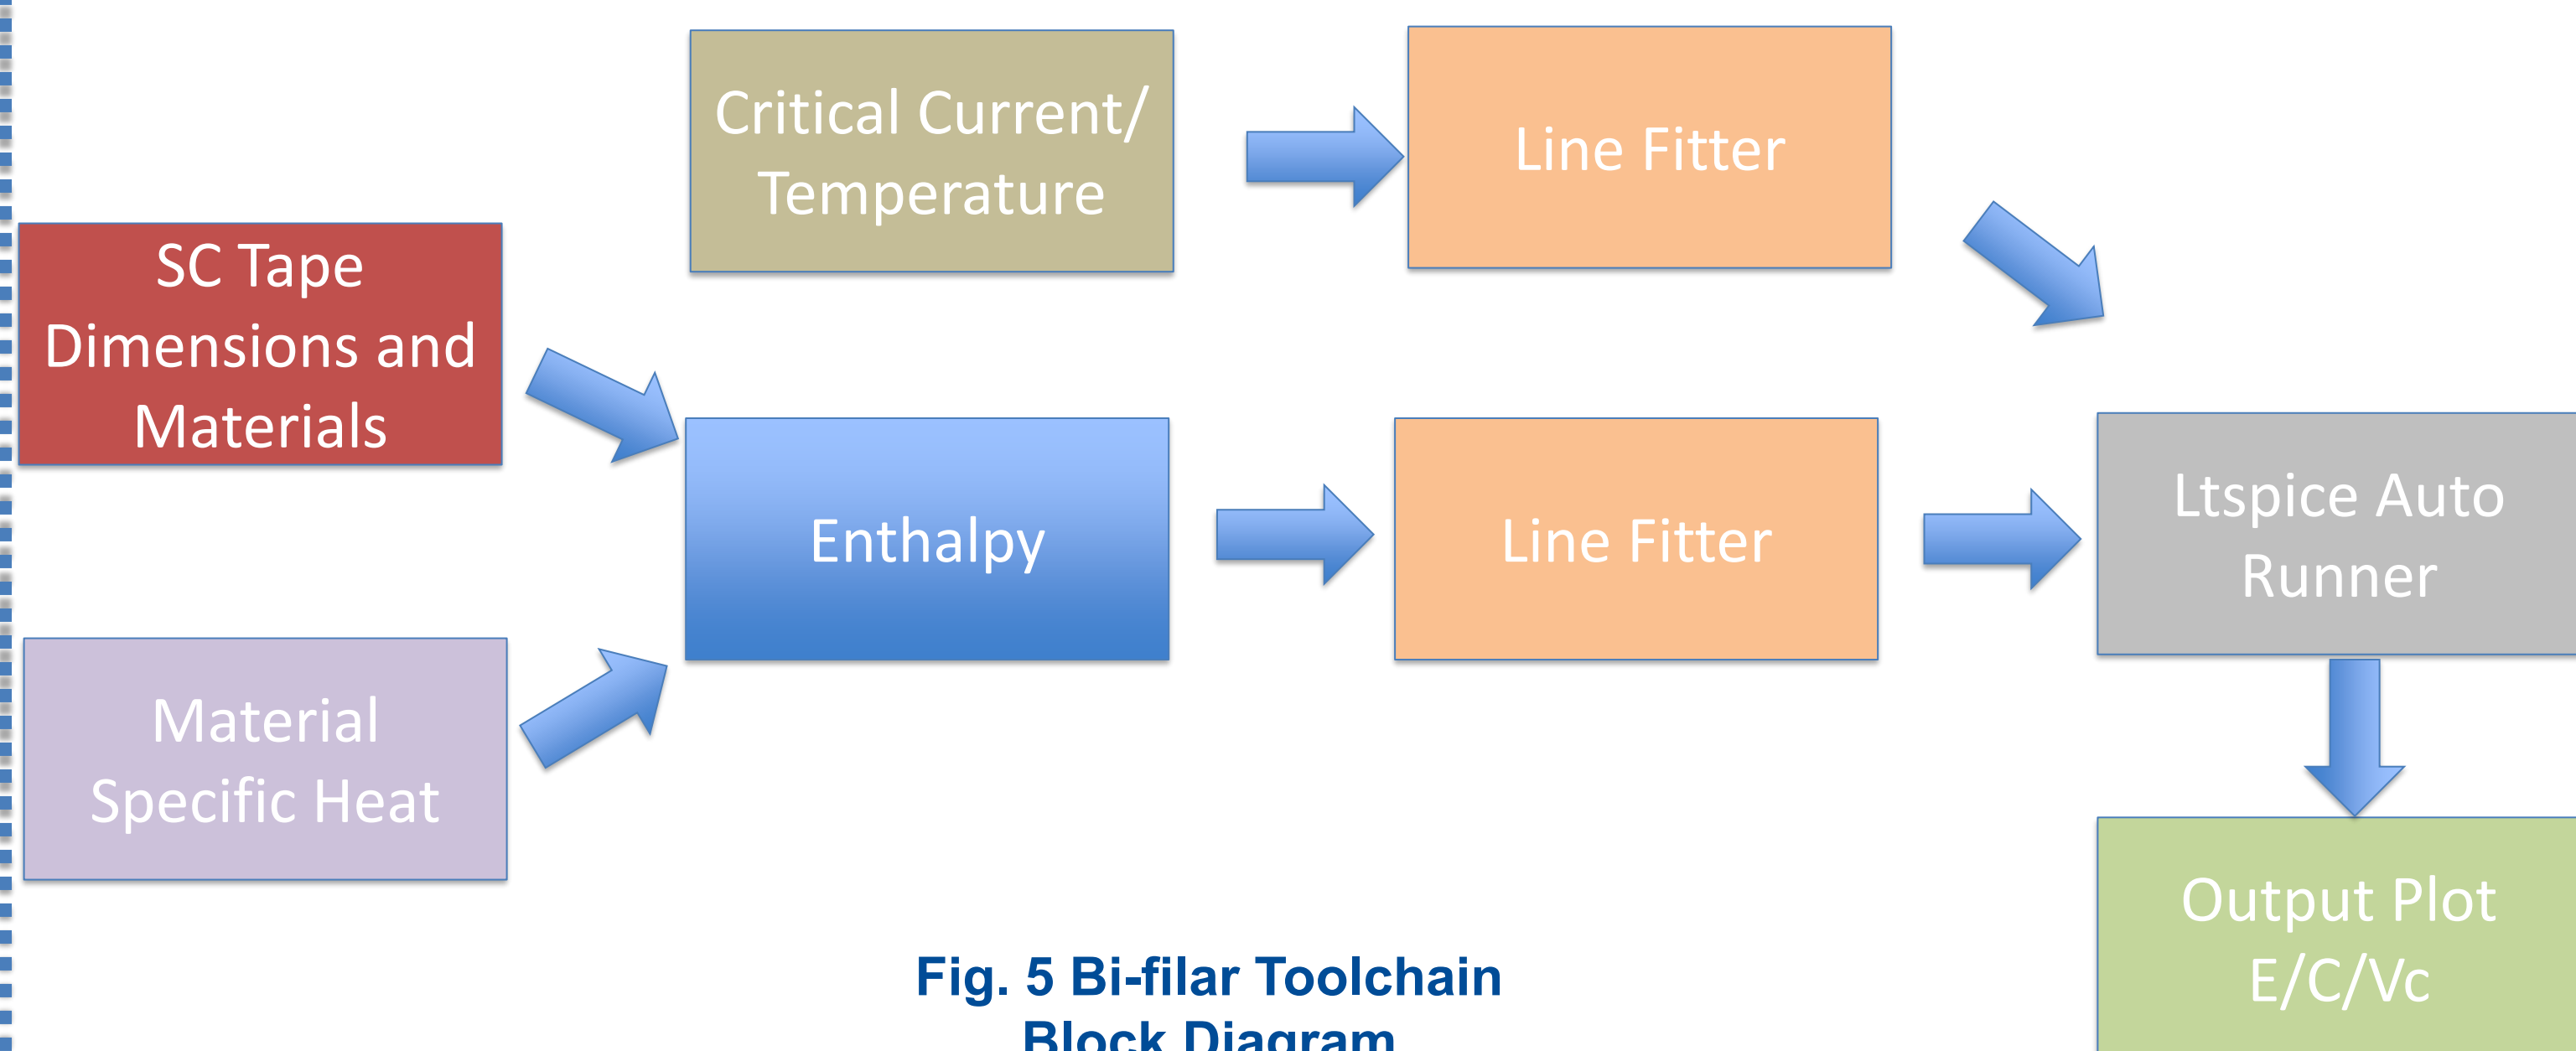 Critical Current/
Temperature
Line Fitter
SC Tape
Dimensions and
Materials
Enthalpy
Line Fitter
Ltspice Auto
Runner
Material
Specific Heat
Output Plot
E/C/Vc
Fig. 5 Bi-filar Toolchain
Block Diagram